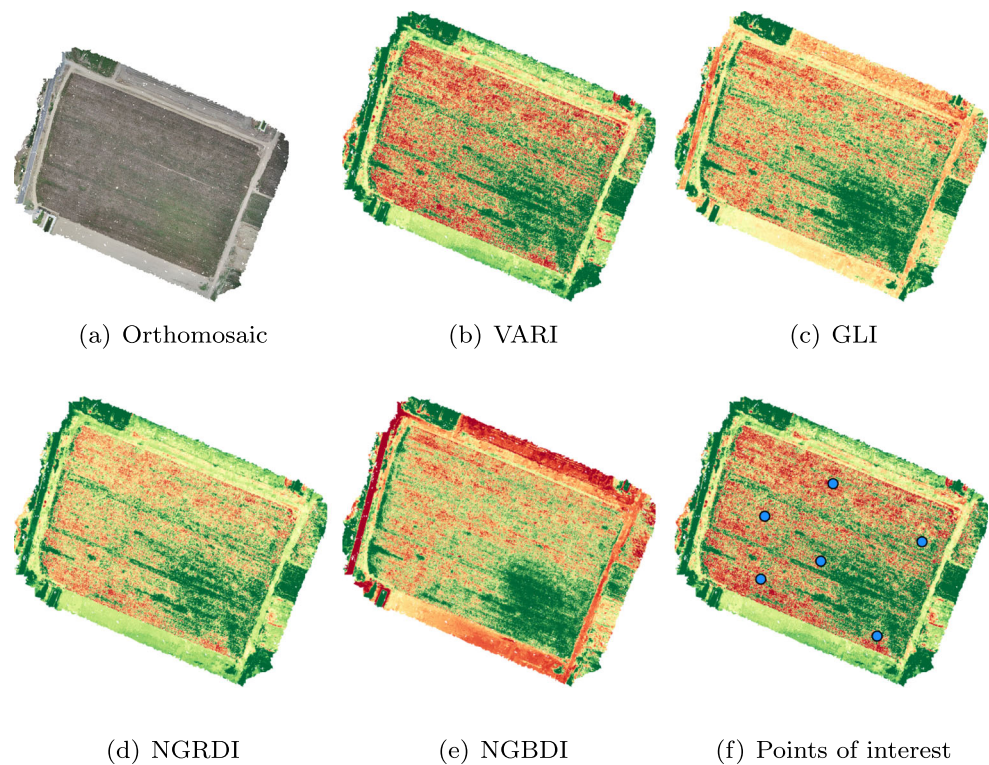 (a) Orthomosaic
(b) VARI
(c) GLI
(d) NGRDI
(e) NGBDI
(f) Points of interest